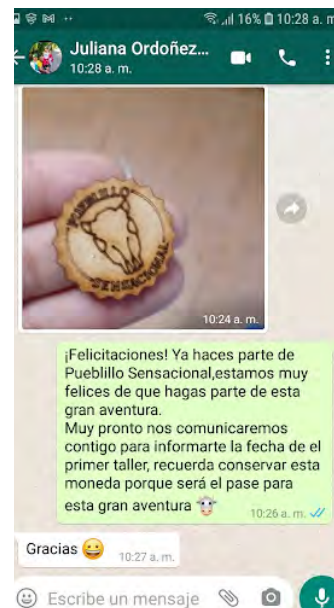 16% 10:28 a. m
Juliana Ordoñez...
10:28 a. m.
PUEBLILLO
SENSACIONAL
10:24 a. m.
¡Felicitaciones! Ya haces parte de
Pueblillo Sensacional,estamos muy
felices de que hagas parte de esta
gran aventura.
Muy pronto nos comunicaremos
contigo para informarte la fecha de el
primer taller, recuerda conservar esta
moneda porque será el pase para
esta gran aventura 🐮
10:26 a. m.
Gracias 😀
10:27 a. m.
Escribe un mensaje